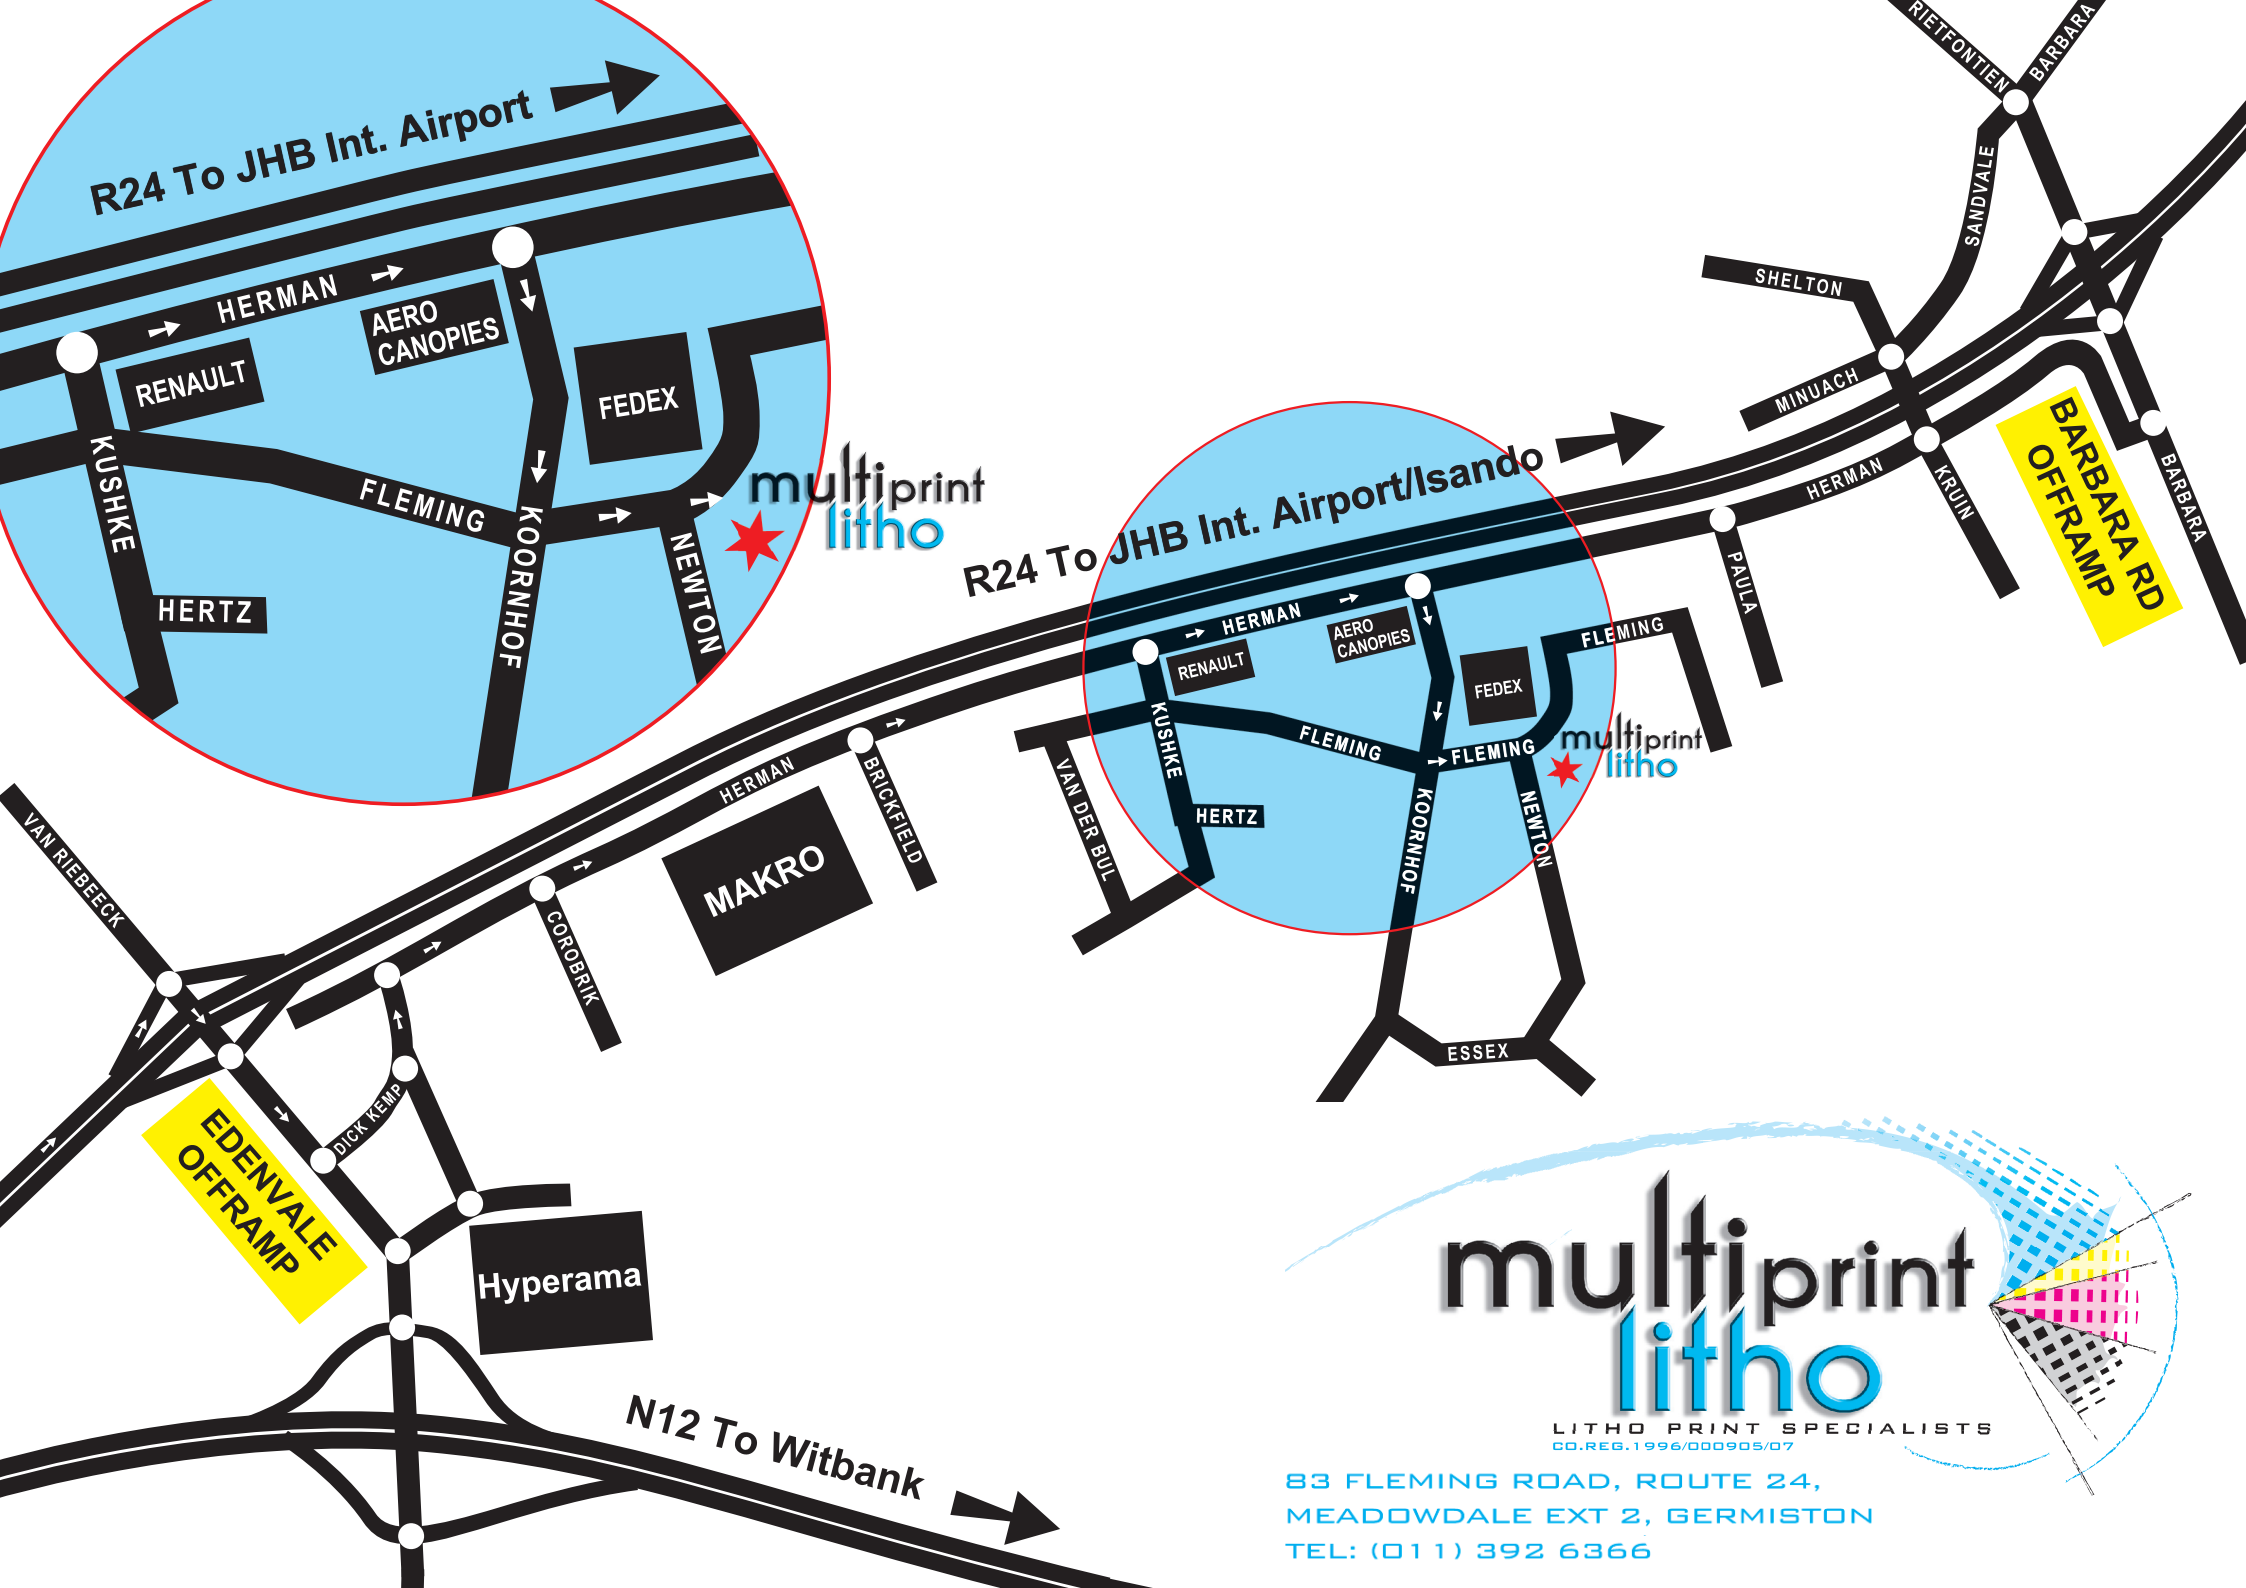 R24 To JHB Int. Airport
HERMAN
AERO
CANOPIES
RENAULT
FEDEX
KUSHKE
FLEMING
KOORNHOF
NEWTON
HERTZ
multiprint
litho
RIETFONTIEN
BARBARA
SANDVALE
SHELTON
MINUACH
HERMAN
KRUIN
BARBARA
BARBARA RD
OFFRAMP
PAULA
R24 To JHB Int. Airport/Isando
HERMAN
AERO
CANOPIES
RENAULT
FEDEX
FLEMING
KUSHKE
FLEMING
FLEMING
multiprint
litho
HERTZ
KOORNHOF
NEWTON
VAN DER BUL
ESSEX
HERMAN
BRICKFIELD
MAKRO
COROBRIK
VAN RIEBEECK
DICK KEMP
EDENVALE
OFFRAMP
Hyperama
N12 To Witbank
multiprint
litho
LITHO PRINT SPECIALISTS
CO.REG.1996/000905/07
83 FLEMING ROAD, ROUTE 24,
MEADOWDALE EXT 2, GERMISTON
TEL: (011) 392 6366